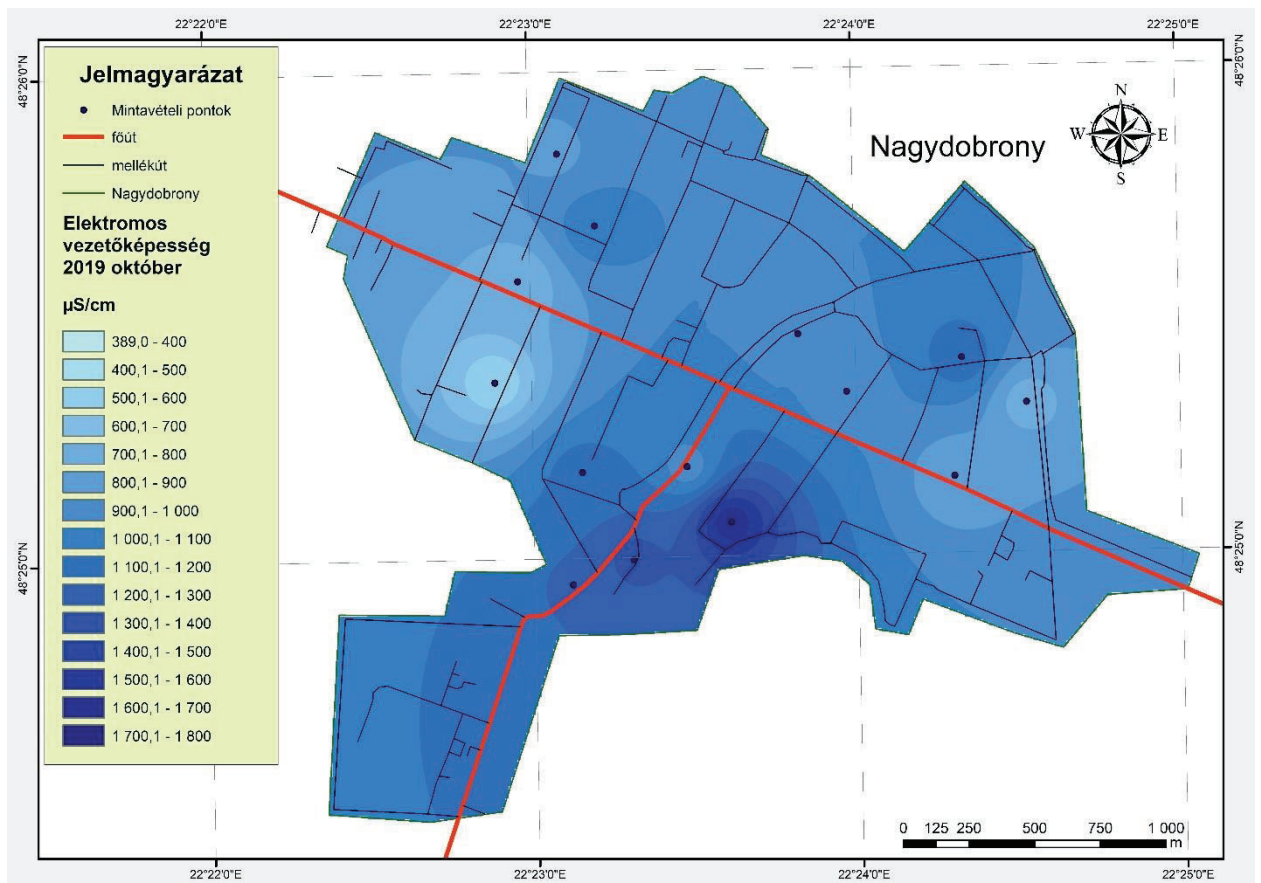 22°22'0"E 22°23'0"E 22°24'0"E 22°25'0"E
48°26'0"N
48°26'0"N
Jelmagyarázat
Mintavételi pontok
főút
mellékút
Nagydobrony
Elektromos
vezetőképesség
2019 október
µS/cm
389,0 - 400
400,1 - 500
500,1 - 600
600,1 - 700
700,1 - 800
800,1 - 900
900,1 - 1 000
1 000,1 - 1 100
1 100,1 - 1 200
1 200,1 - 1 300
1 300,1 - 1 400
1 400,1 - 1 500
1 500,1 - 1 600
1 600,1 - 1 700
1 700,1 - 1 800
Nagydobrony
N
W E
S
48°25'0"N
48°25'0"N
0 125 250 500 750 1 000
m
22°22'0"E 22°23'0"E 22°24'0"E 22°25'0"E